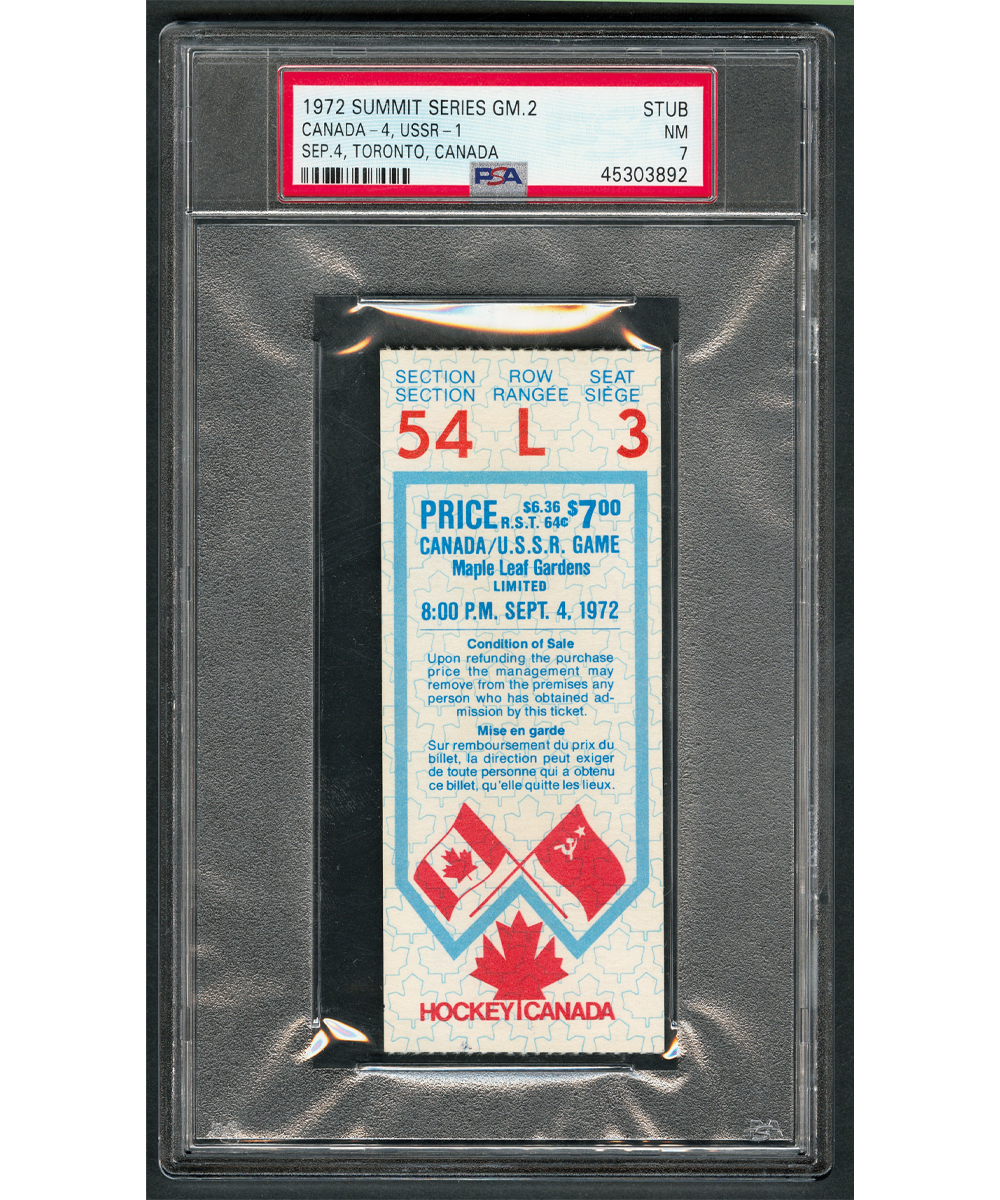 1972 SUMMIT SERIES GM.2 STUB
CANADA - 4, USSR - 1 NM
SEP.4, TORONTO, CANADA 7
PSA 45303892
SECTION ROW SEAT
SECTION RANGÉE SIÈGE
54 L 3
PRICE $6.36 R.S.T. 64¢ $7.00
CANADA/U.S.S.R. GAME
Maple Leaf Gardens
LIMITED
8:00 P.M. SEPT. 4, 1972
Condition of Sale
Upon refunding the purchase
price the management may
remove from the premises any
person who has obtained ad-
mission by this ticket.
Mise en garde
Sur remboursement du prix du
billet, la direction peut exiger
de toute personne qui a obtenu
ce billet, qu'elle quitte les lieux.
HOCKEY CANADA
PSA